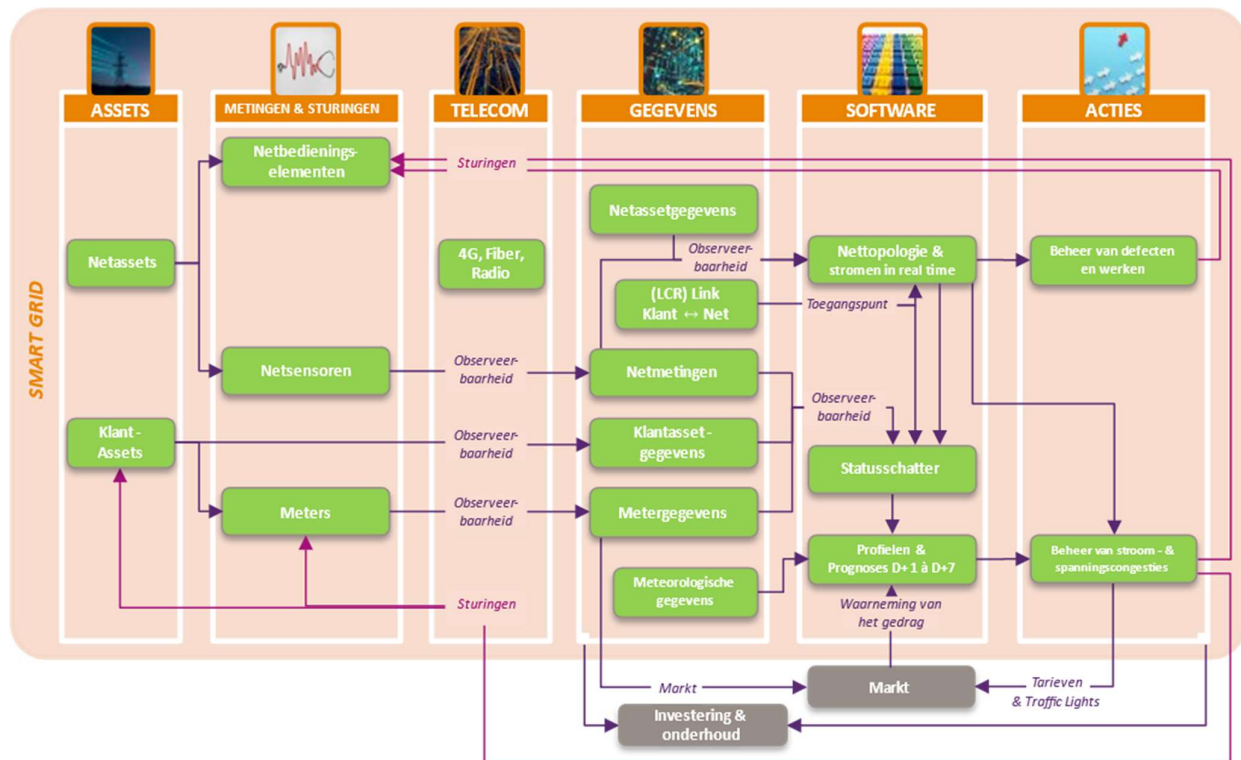 ASSETS
METINGEN & STURINGEN
TELECOM
GEGEVENS
SOFTWARE
ACTIES
SMART GRID
Netbedienings-
elementen
Sturingen
Netassetgegevens
Netassets
4G, Fiber,
Radio
Observeer-
baarheid
Nettopologie &
stromen in real time
Beheer van defecten
en werken
(LCR) Link
Klant ↔ Net
Toegangspunt
Netsensoren
Observeer-
baarheid
Netmetingen
Observeer-
baarheid
Klant -
Assets
Observeer-
baarheid
Klantasset -
gegevens
Statusschatter
Meters
Observeer-
baarheid
Metergegevens
Profielen &
Prognoses D+1 à D+7
Beheer van stroom - &
spanningscongesties
Meteorologische
gegevens
Sturingen
Waarneming van
het gedrag
Markt
Markt
Tarieven
& Traffic Lights
Investering &
onderhoud